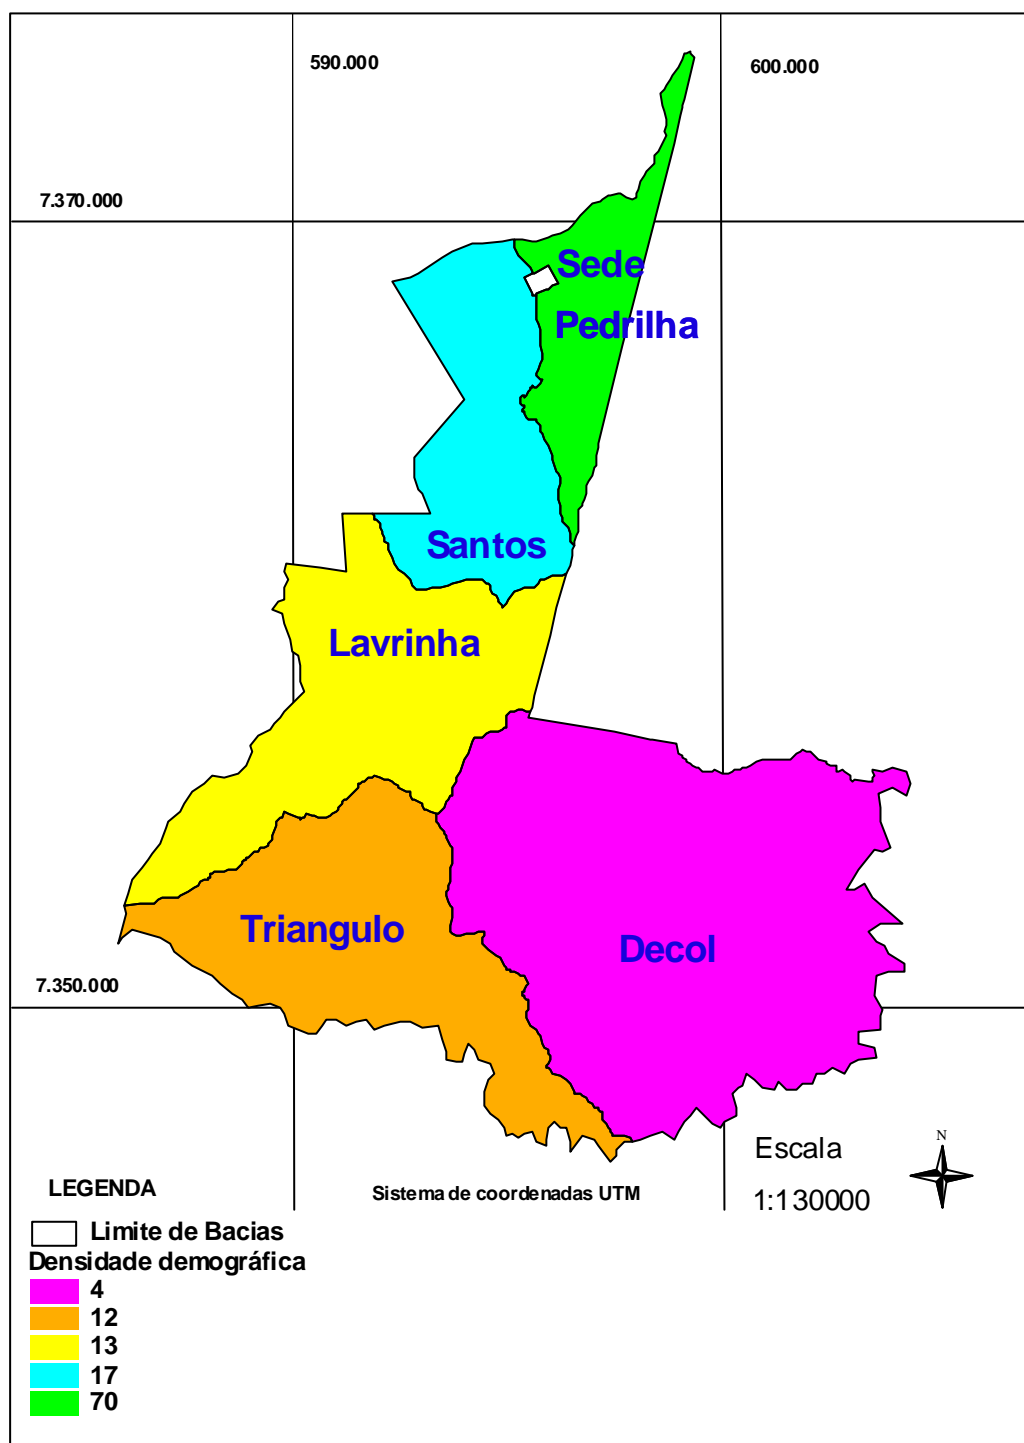 590.000
600.000
7.370.000
Sede
Pedrilha
Santos
Lavrinha
Triangulo
Decol
7.350.000
Escala
N
1:130000
LEGENDA
Sistema de coordenadas UTM
Limite de Bacias
Densidade demográfica
4
12
13
17
70